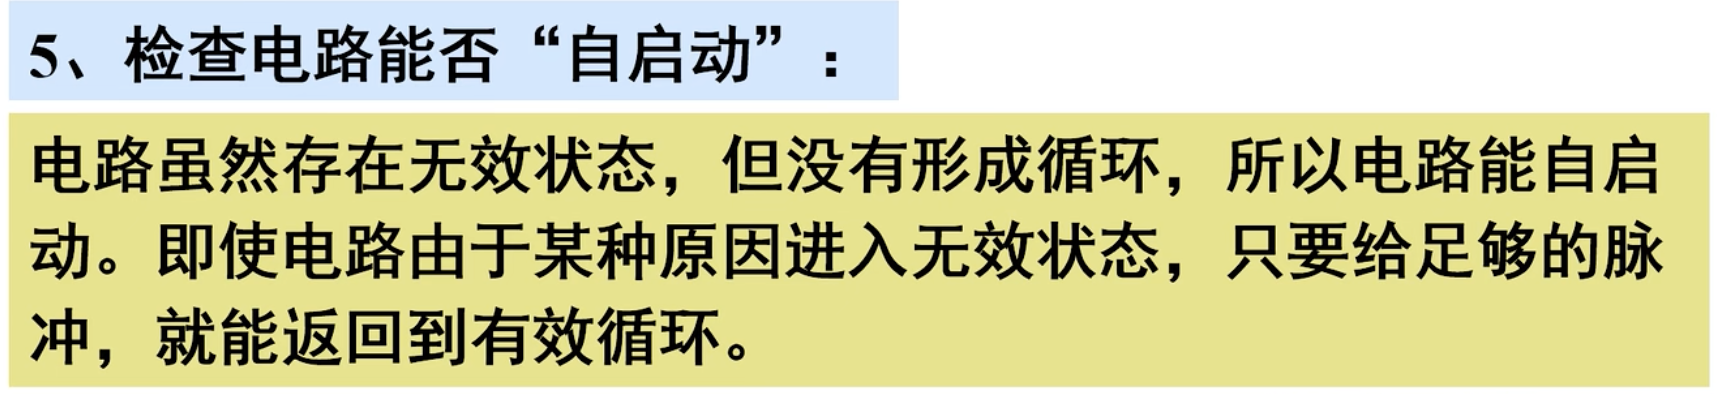 5、检查电路能否“自启动”：
电路虽然存在无效状态，但没有形成循环，所以电路能自启
动。即使电路由于某种原因进入无效状态，只要给足够的脉
冲，就能返回到有效循环。